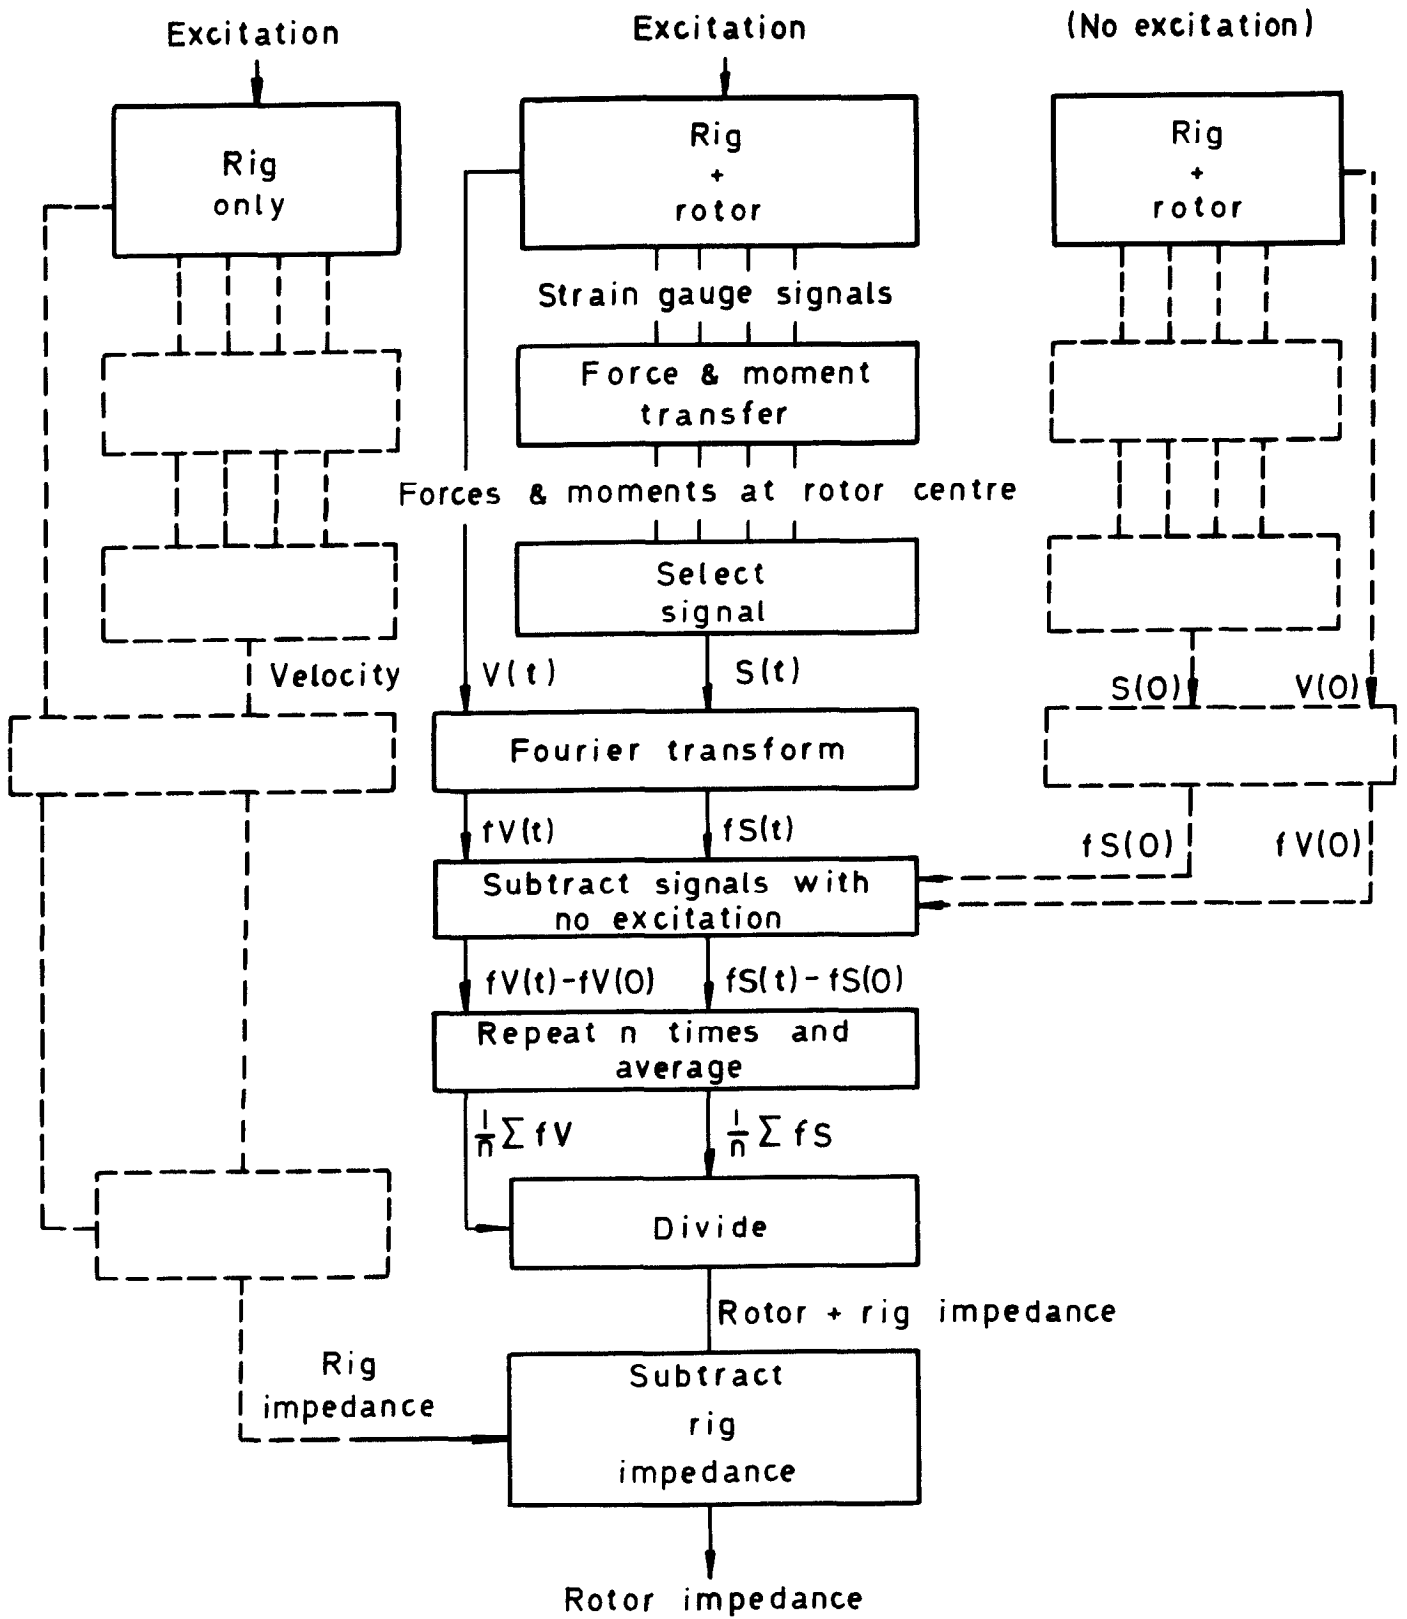 Excitation
Excitation
(No excitation)
Rig
only
Rig
+
rotor
Rig
+
rotor
Strain gauge signals
Force & moment
transfer
Forces & moments at rotor centre
Select
signal
Velocity
V(t)
S(t)
S(0)
V(0)
Fourier transform
fV(t)
fS(t)
fS(0)
fV(0)
Subtract signals with
no excitation
fV(t)-fV(0)
fS(t)-fS(0)
Repeat n times and
average
1/n Σ fV
1/n Σ fS
Divide
Rotor + rig impedance
Rig
impedance
Subtract
rig
impedance
Rotor impedance